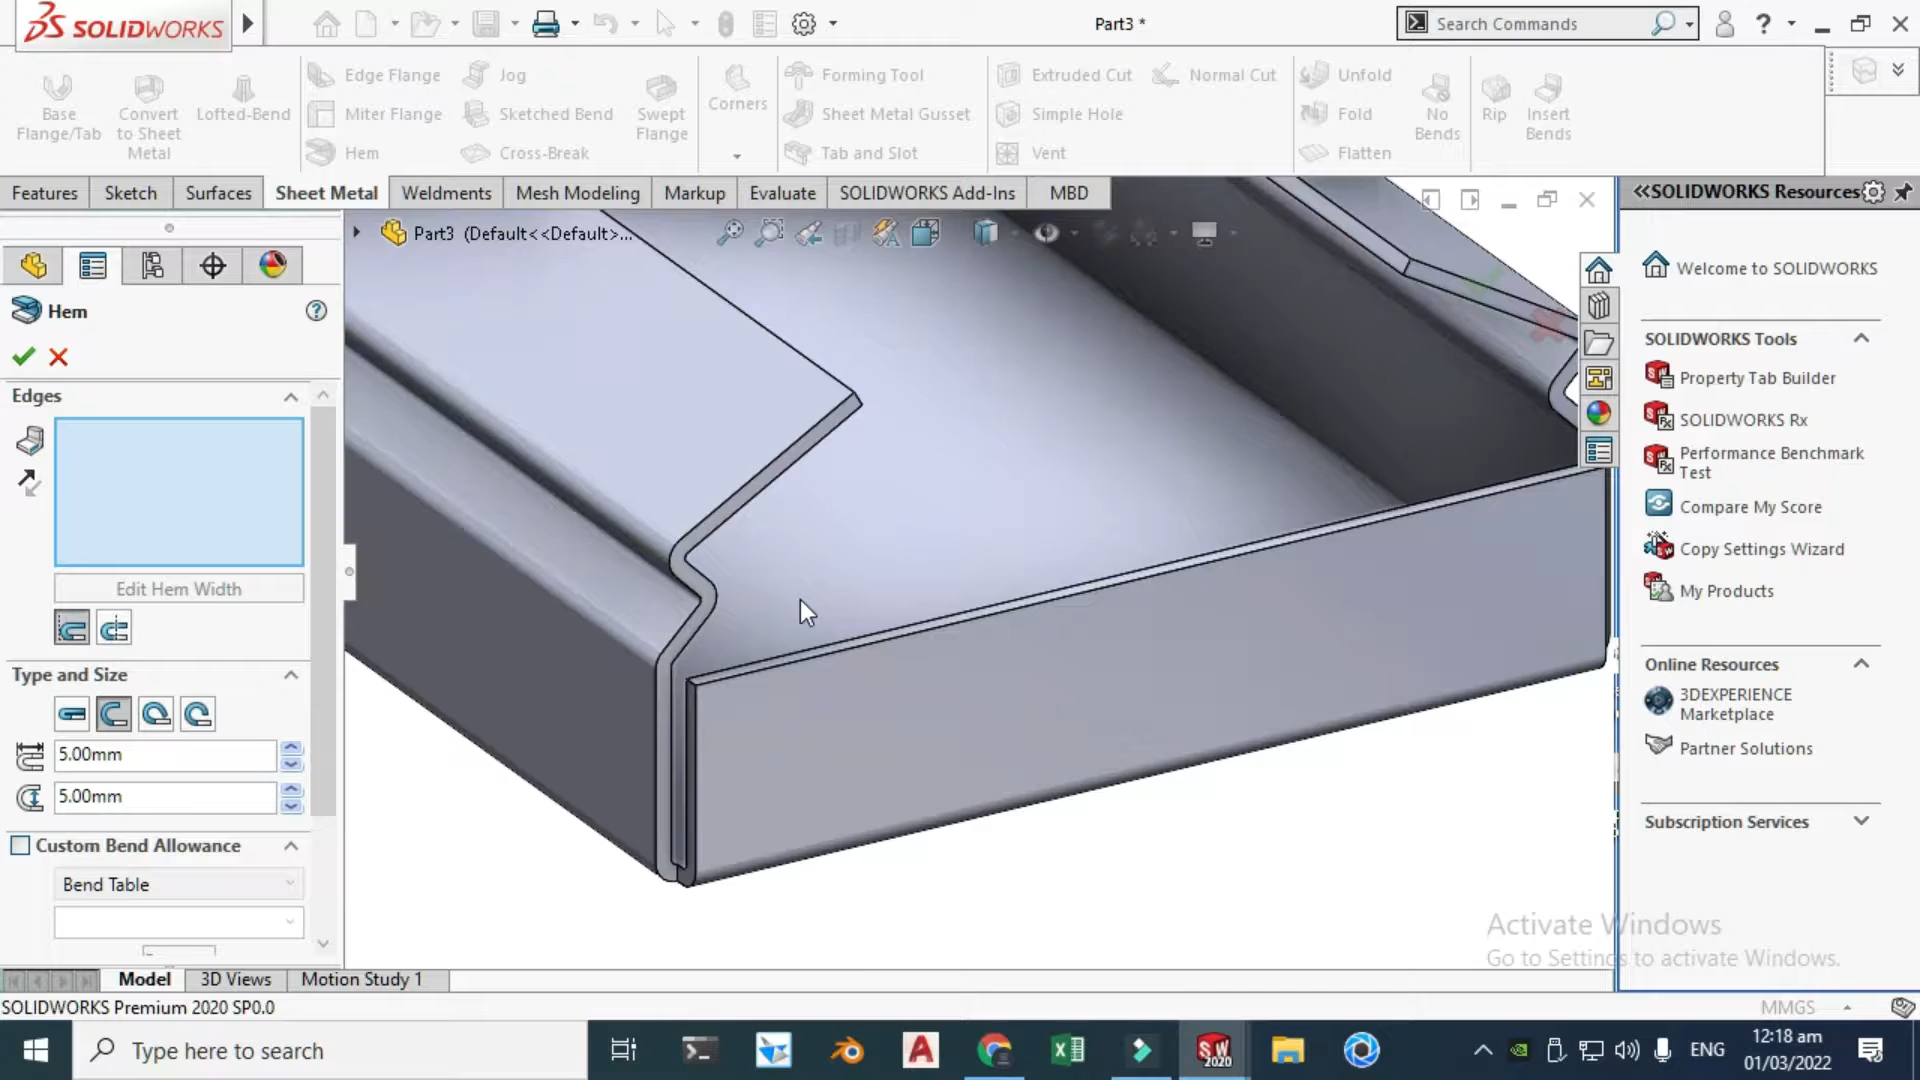 SOLIDWORKS
Part3 *
Search Commands
?
Base Flange/Tab
Convert to Sheet Metal
Lofted-Bend
Edge Flange
Miter Flange
Hem
Jog
Sketched Bend
Cross-Break
Swept Flange
Corners
Forming Tool
Sheet Metal Gusset
Tab and Slot
Extruded Cut
Simple Hole
Vent
Normal Cut
Unfold
Fold
Flatten
No Bends
Rip
Insert Bends
Features
Sketch
Surfaces
Sheet Metal
Weldments
Mesh Modeling
Markup
Evaluate
SOLIDWORKS Add-Ins
MBD
Part3 (Default<<Default>...
Hem
?
Edges
Edit Hem Width
Type and Size
5.00mm
5.00mm
Custom Bend Allowance
Bend Table
SOLIDWORKS Resources
Welcome to SOLIDWORKS
SOLIDWORKS Tools
Property Tab Builder
SOLIDWORKS Rx
Performance Benchmark
Test
Compare My Score
Copy Settings Wizard
My Products
Online Resources
3DEXPERIENCE
Marketplace
Partner Solutions
Subscription Services
Activate Windows
Go to Settings to activate Windows.
Model
3D Views
Motion Study 1
SOLIDWORKS Premium 2020 SP0.0
MMGS
Type here to search
SW
2020
ENG
12:18 am
01/03/2022